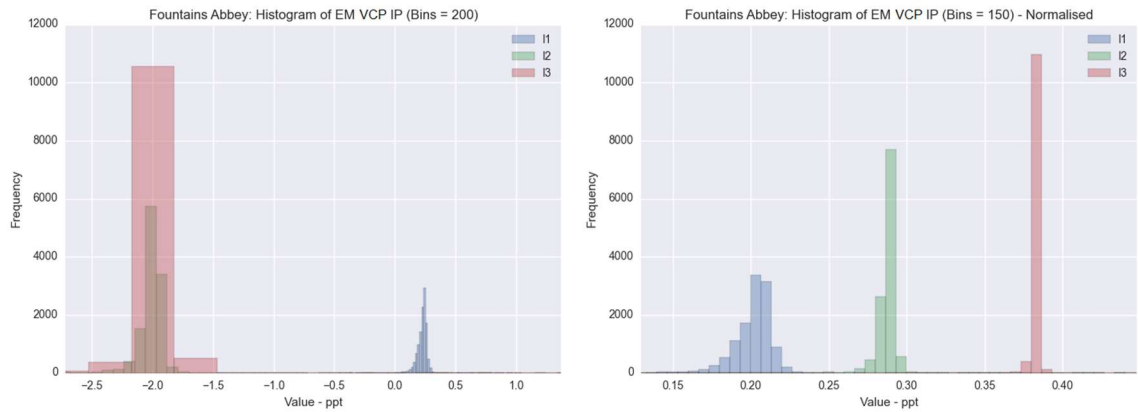 Fountains Abbey: Histogram of EM VCP IP (Bins = 200)
12000
10000
8000
6000
4000
2000
0
Frequency
I1
I2
I3
−2.5 −2.0 −1.5 −1.0 −0.5 0.0 0.5 1.0
Value - ppt
Fountains Abbey: Histogram of EM VCP IP (Bins = 150) - Normalised
12000
10000
8000
6000
4000
2000
0
Frequency
I1
I2
I3
0.15 0.20 0.25 0.30 0.35 0.40
Value - ppt